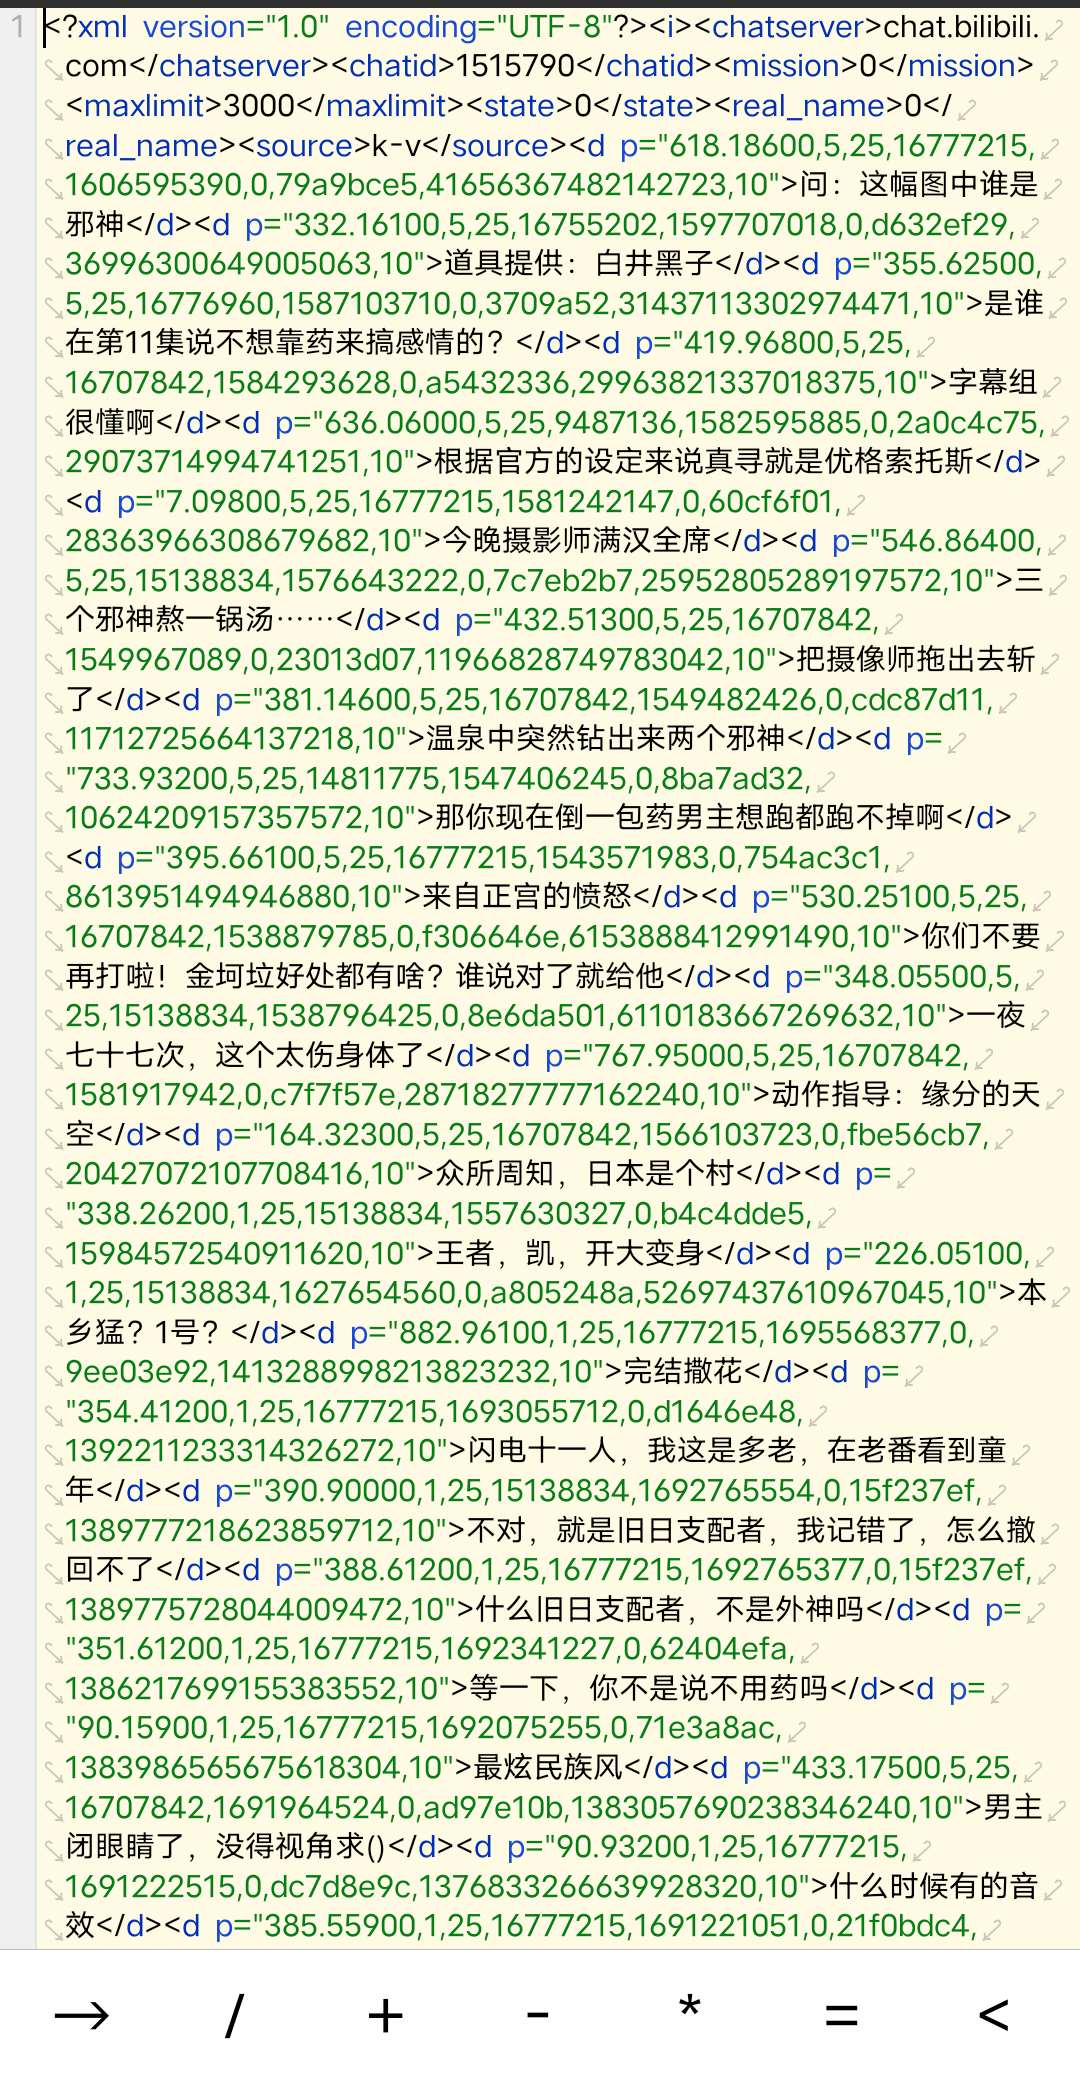 1 <?xml version="1.0" encoding="UTF-8"?><i><chatserver>chat.bilibili.
com</chatserver><chatid>1515790</chatid><mission>0</mission>
<maxlimit>3000</maxlimit><state>0</state><real_name>0</
real_name><source>k-v</source><d p="618.18600,5,25,16777215,
1606595390,0,79a9bce5,41656367482142723,10">问：这幅图中谁是
邪神</d><d p="332.16100,5,25,16755202,1597707018,0,d632ef29,
36996300649005063,10">道具提供：白井黑子</d><d p="355.62500,
5,25,16776960,1587103710,0,3709a52,31437113302974471,10">是谁
在第11集说不想靠药来搞感情的？</d><d p="419.96800,5,25,
16707842,1584293628,0,a5432336,29963821337018375,10">字幕组
很懂啊</d><d p="636.06000,5,25,9487136,1582595885,0,2a0c4c75,
29073714994741251,10">根据官方的设定来说真寻就是优格索托斯</d>
<d p="7.09800,5,25,16777215,1581242147,0,60cf6f01,
28363966308679682,10">今晚摄影师满汉全席</d><d p="546.86400,
5,25,15138834,1576643222,0,7c7eb2b7,25952805289197572,10">三
个邪神熬一锅汤……</d><d p="432.51300,5,25,16707842,
1549967089,0,23013d07,11966828749783042,10">把摄像师拖出去斩
了</d><d p="381.14600,5,25,16707842,1549482426,0,cdc87d11,
11712725664137218,10">温泉中突然钻出来两个邪神</d><d p=
"733.93200,5,25,14811775,1547406245,0,8ba7ad32,
10624209157357572,10">那你现在倒一包药男主想跑都跑不掉啊</d>
<d p="395.66100,5,25,16777215,1543571983,0,754ac3c1,
8613951494946880,10">来自正宫的愤怒</d><d p="530.25100,5,25,
16707842,1538879785,0,f306646e,6153888412991490,10">你们不要
再打啦！金坷垃好处都有啥？谁说对了就给他</d><d p="348.05500,5,
25,15138834,1538796425,0,8e6da501,6110183667269632,10">一夜
七十七次，这个太伤身体了</d><d p="767.95000,5,25,16707842,
1581917942,0,c7f7f57e,28718277777162240,10">动作指导：缘分的天
空</d><d p="164.32300,5,25,16707842,1566103723,0,fbe56cb7,
20427072107708416,10">众所周知，日本是个村</d><d p=
"338.26200,1,25,15138834,1557630327,0,b4c4dde5,
15984572540911620,10">王者，凯，开大变身</d><d p="226.05100,
1,25,15138834,1627654560,0,a805248a,52697437610967045,10">本
乡猛？1号？</d><d p="882.96100,1,25,16777215,1695568377,0,
9ee03e92,1413288998213823232,10">完结撒花</d><d p=
"354.41200,1,25,16777215,1693055712,0,d1646e48,
1392211233314326272,10">闪电十一人，我这是多老，在老番看到童
年</d><d p="390.90000,1,25,15138834,1692765554,0,15f237ef,
1389777218623859712,10">不对，就是旧日支配者，我记错了，怎么撤
回不了</d><d p="388.61200,1,25,16777215,1692765377,0,15f237ef,
1389775728044009472,10">什么旧日支配者，不是外神吗</d><d p=
"351.61200,1,25,16777215,1692341227,0,62404efa,
1386217699155383552,10">等一下，你不是说不用药吗</d><d p=
"90.15900,1,25,16777215,1692075255,0,71e3a8ac,
1383986565675618304,10">最炫民族风</d><d p="433.17500,5,25,
16707842,1691964524,0,ad97e10b,1383057690238346240,10">男主
闭眼睛了，没得视角求()</d><d p="90.93200,1,25,16777215,
1691222515,0,dc7d8e9c,1376833266639928320,10">什么时候有的音
效</d><d p="385.55900,1,25,16777215,1691221051,0,21f0bdc4,
→ / + - * = <